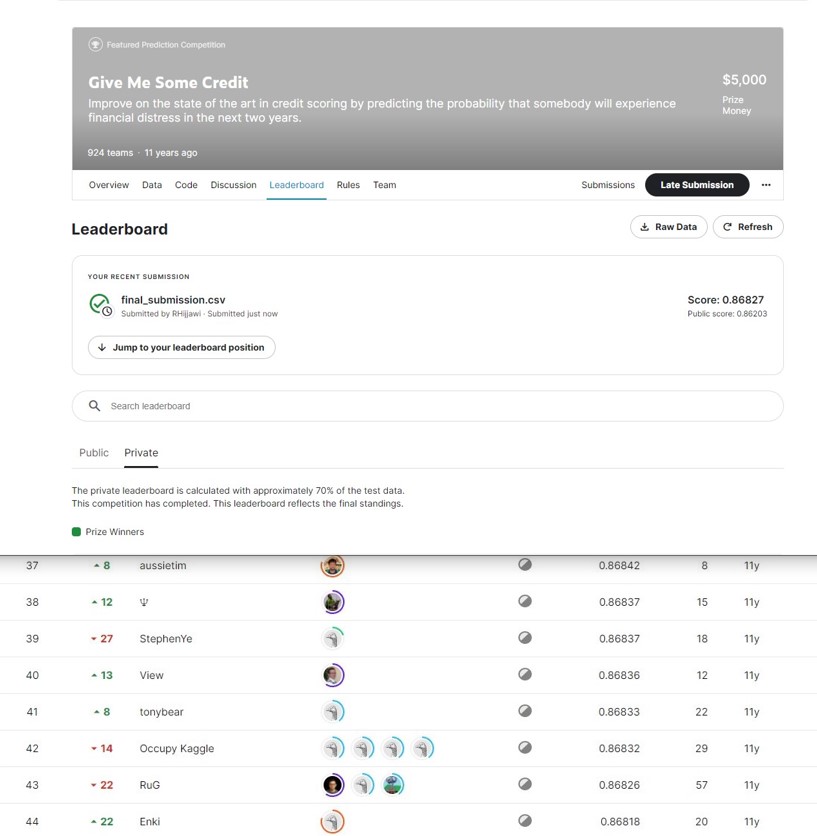 Featured Prediction Competition
Give Me Some Credit
$5,000
Improve on the state of the art in credit scoring by predicting the probability that somebody will experience
Prize
financial distress in the next two years.
Money
924 teams · 11 years ago
Overview Data Code Discussion Leaderboard Rules Team Submissions Late Submission ...
Leaderboard
Raw Data
Refresh
YOUR RECENT SUBMISSION
final_submission.csv
Score: 0.86827
Submitted by RHijjawi · Submitted just now
Public score: 0.86203
Jump to your leaderboard position
Search leaderboard
Public Private
The private leaderboard is calculated with approximately 70% of the test data.
This competition has completed. This leaderboard reflects the final standings.
Prize Winners
37 8 aussietim 0.86842 8 11y
38 12 Ψ 0.86837 15 11y
39 27 StephenYe 0.86837 18 11y
40 13 View 0.86836 12 11y
41 8 tonybear 0.86833 22 11y
42 14 Occupy Kaggle 0.86832 29 11y
43 22 RuG 0.86826 57 11y
44 22 Enki 0.86818 20 11y